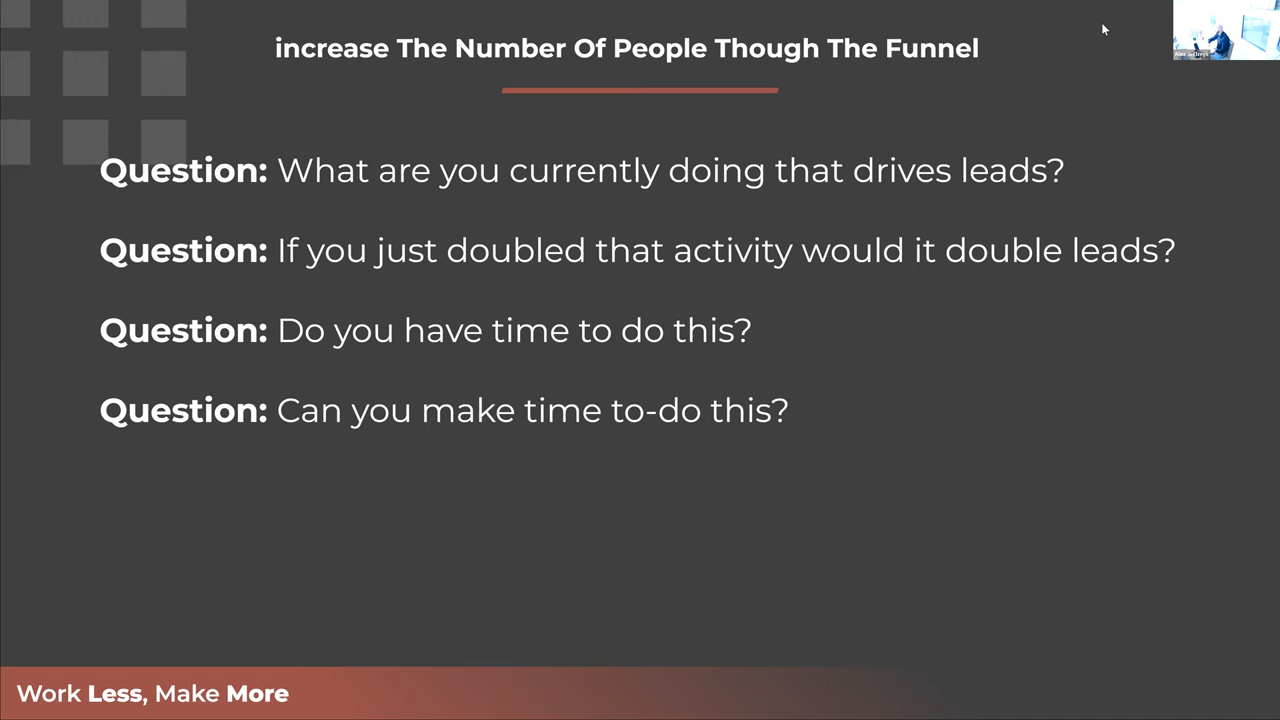 increase The Number Of People Though The Funnel
Question: What are you currently doing that drives leads?
Question: If you just doubled that activity would it double leads?
Question: Do you have time to do this?
Question: Can you make time to-do this?
Work Less, Make More